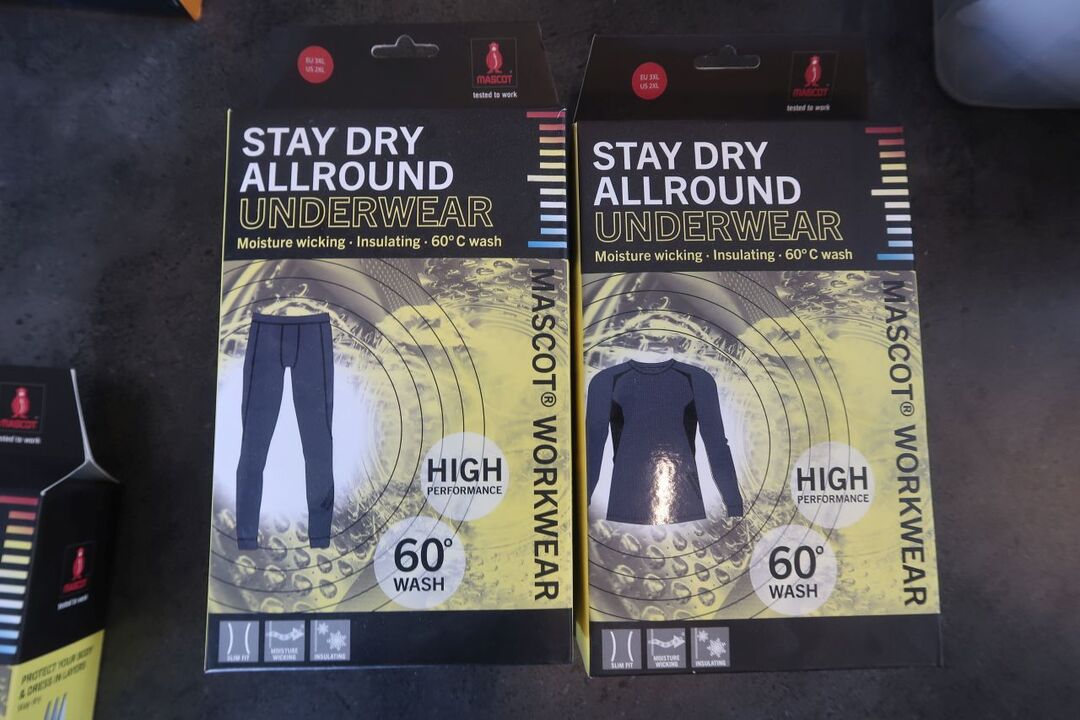 EU 3XL
US 2XL
MASCOT
tested to work
STAY DRY
ALLROUND
UNDERWEAR
Moisture wicking · Insulating · 60°C wash
MASCOT® WORKWEAR
HIGH
PERFORMANCE
60°
WASH
SLIM FIT
MOISTURE
WICKING
INSULATING
EU 3XL
US 2XL
MASCOT
tested to work
STAY DRY
ALLROUND
UNDERWEAR
Moisture wicking · Insulating · 60°C wash
MASCOT® WORKWEAR
HIGH
PERFORMANCE
60°
WASH
SLIM FIT
MOISTURE
WICKING
INSULATING
MASCOT
tested to work
MASCOT
tested to work
PROTECT YOUR BODY
& DRESS IN LAYERS